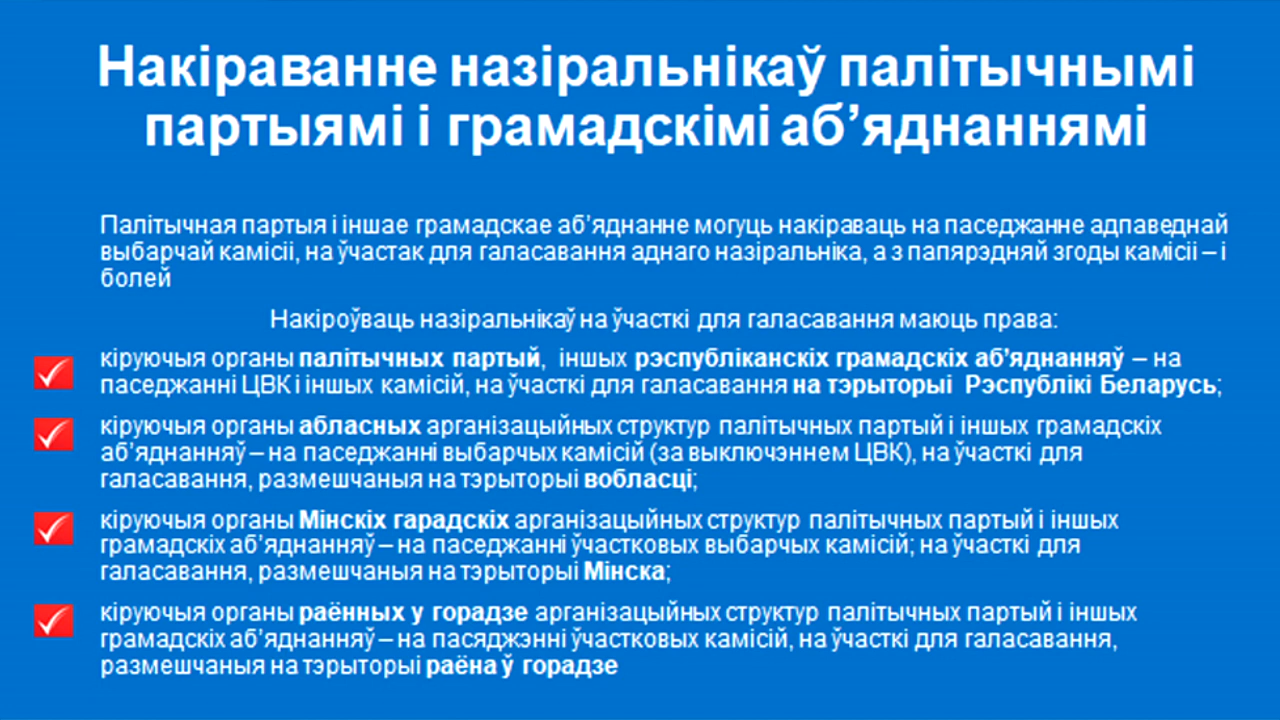 Накіраванне назіральнікаў палітычнымі
партыямі і грамадскімі аб’яднаннямі
Палітычная партыя і іншае грамадскае аб’яднанне могуць накіраваць на паседжанне адпаведнай
выбарчай камісіі, на ўчастак для галасавання аднаго назіральніка, а з папярэдняй згоды камісіі – і
болей
Накіроўваць назіральнікаў на ўчасткі для галасавання маюць права:
кіруючыя органы палітычных партый, іншых рэспубліканскіх грамадскіх аб’яднанняў – на
паседжанні ЦВК і іншых камісій, на ўчасткі для галасавання на тэрыторыі Рэспублікі Беларусь;
кіруючыя органы абласных арганізацыйных структур палітычных партый і іншых грамадскіх
аб’яднанняў – на паседжанні выбарчых камісій (за выключэннем ЦВК), на ўчасткі для
галасавання, размешчаныя на тэрыторыі вобласці;
кіруючыя органы Мінскіх гарадскіх арганізацыйных структур палітычных партый і іншых
грамадскіх аб’яднанняў – на паседжанні ўчастковых выбарчых камісій; на ўчасткі для
галасавання, размешчаныя на тэрыторыі Мінска;
кіруючыя органы раённых у горадзе арганізацыйных структур палітычных партый і іншых
грамадскіх аб’яднанняў – на пасяджэнні ўчастковых камісій, на ўчасткі для галасавання,
размешчаныя на тэрыторыі раёна ў горадзе